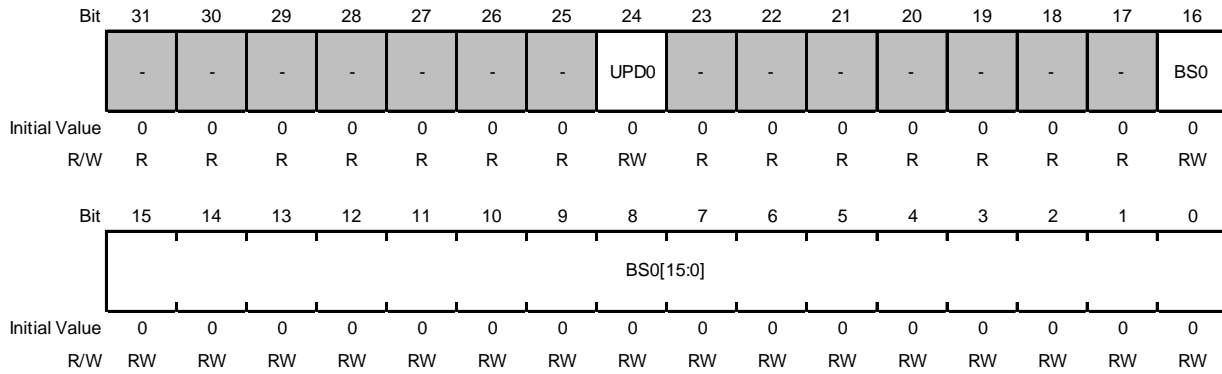 Bit 31 30 29 28 27 26 25 24 23 22 21 20 19 18 17 16
- - - - - - - UPD0 - - - - - - - BS0
Initial Value 0 0 0 0 0 0 0 0 0 0 0 0 0 0 0 0
R/W R R R R R R R RW R R R R R R R RW
Bit 15 14 13 12 11 10 9 8 7 6 5 4 3 2 1 0
BS0[15:0]
Initial Value 0 0 0 0 0 0 0 0 0 0 0 0 0 0 0 0
R/W RW RW RW RW RW RW RW RW RW RW RW RW RW RW RW RW